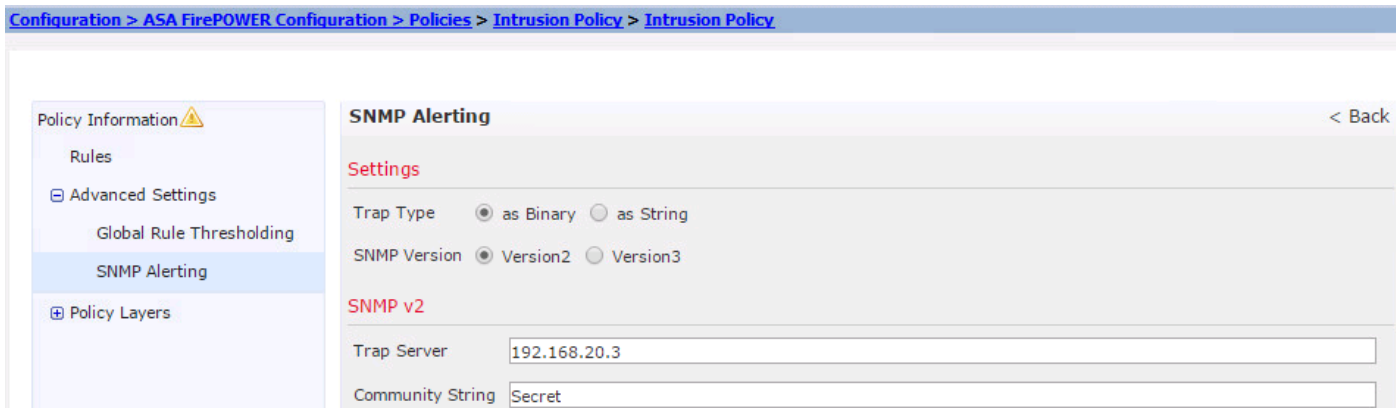 Configuration > ASA FirePOWER Configuration > Policies > Intrusion Policy > Intrusion Policy
Policy Information
Rules
Advanced Settings
Global Rule Thresholding
SNMP Alerting
Policy Layers
SNMP Alerting
< Back
Settings
Trap Type as Binary as String
SNMP Version Version2 Version3
SNMP v2
Trap Server 192.168.20.3
Community String Secret